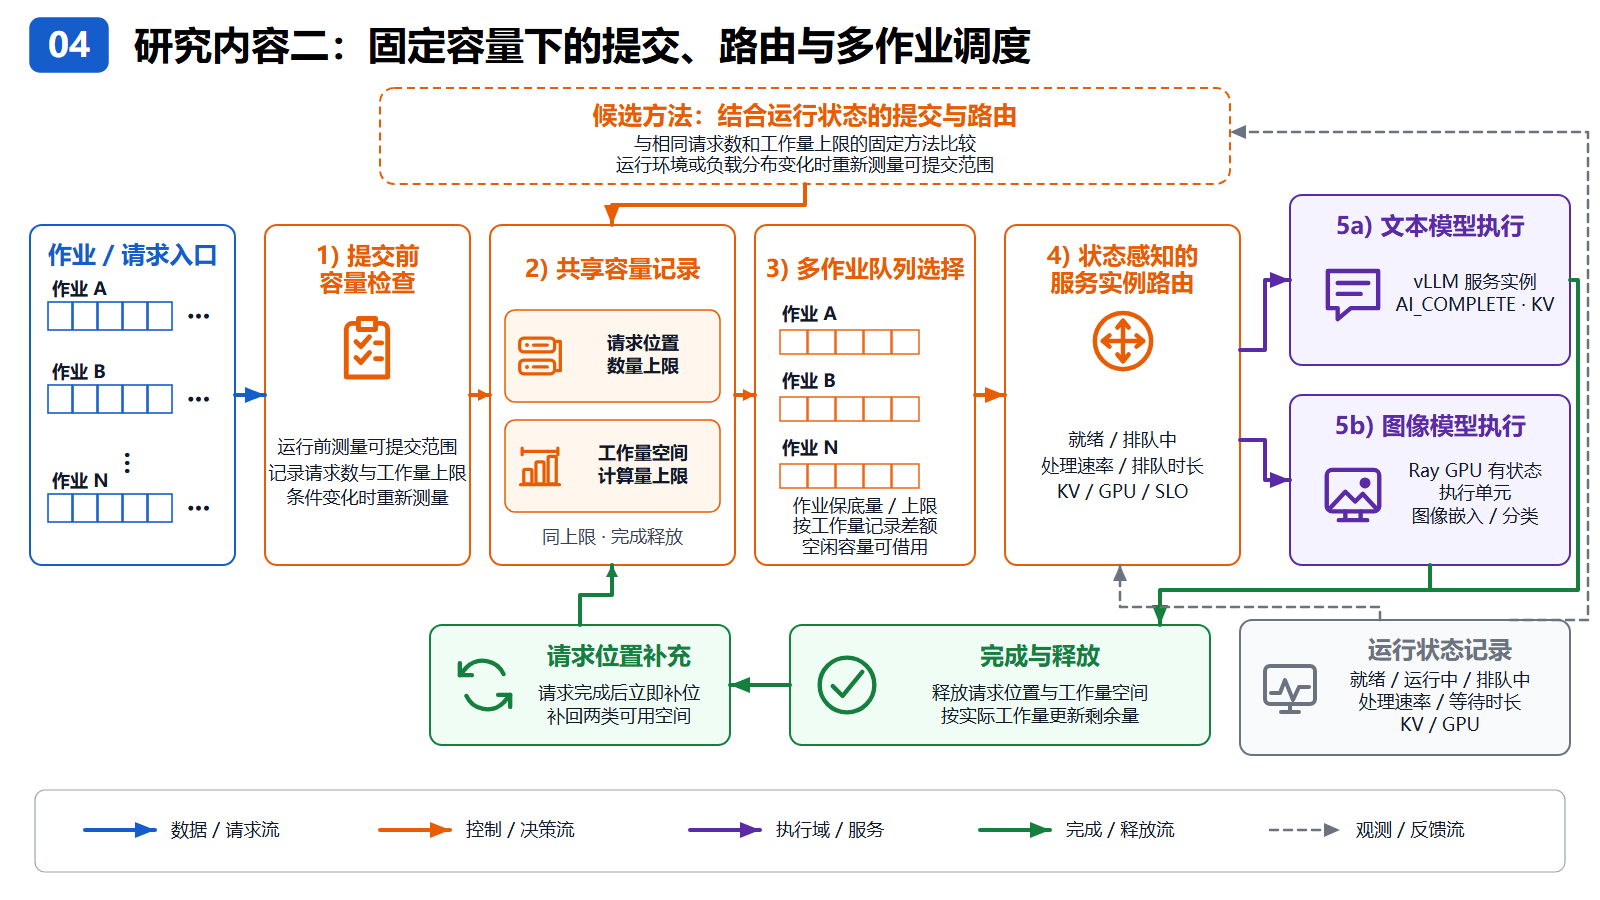 04
研究内容二：固定容量下的提交、路由与多作业调度
候选方法：结合运行状态的提交与路由
与相同请求数和工作量上限的固定方法比较
运行环境或负载分布变化时重新测量可提交范围
作业 / 请求入口
作业 A
•••
作业 B
•••
⋮
作业 N
•••
1) 提交前
容量检查
运行前测量可提交范围
记录请求数与工作量上限
条件变化时重新测量
2) 共享容量记录
请求位置
数量上限
工作量空间
计算量上限
同上限 · 完成释放
3) 多作业队列选择
作业 A
作业 B
作业 N
作业保底量 / 上限
按工作量记录差额
空闲容量可借用
4) 状态感知的
服务实例路由
就绪 / 排队中
处理速率 / 排队时长
KV / GPU / SLO
5a) 文本模型执行
vLLM 服务实例
AI_COMPLETE · KV
5b) 图像模型执行
Ray GPU 有状态
执行单元
图像嵌入 / 分类
请求位置补充
请求完成后立即补位
补回两类可用空间
完成与释放
释放请求位置与工作量空间
按实际工作量更新剩余量
运行状态记录
就绪 / 运行中 / 排队中
处理速率 / 等待时长
KV / GPU
数据 / 请求流
控制 / 决策流
执行域 / 服务
完成 / 释放流
观测 / 反馈流